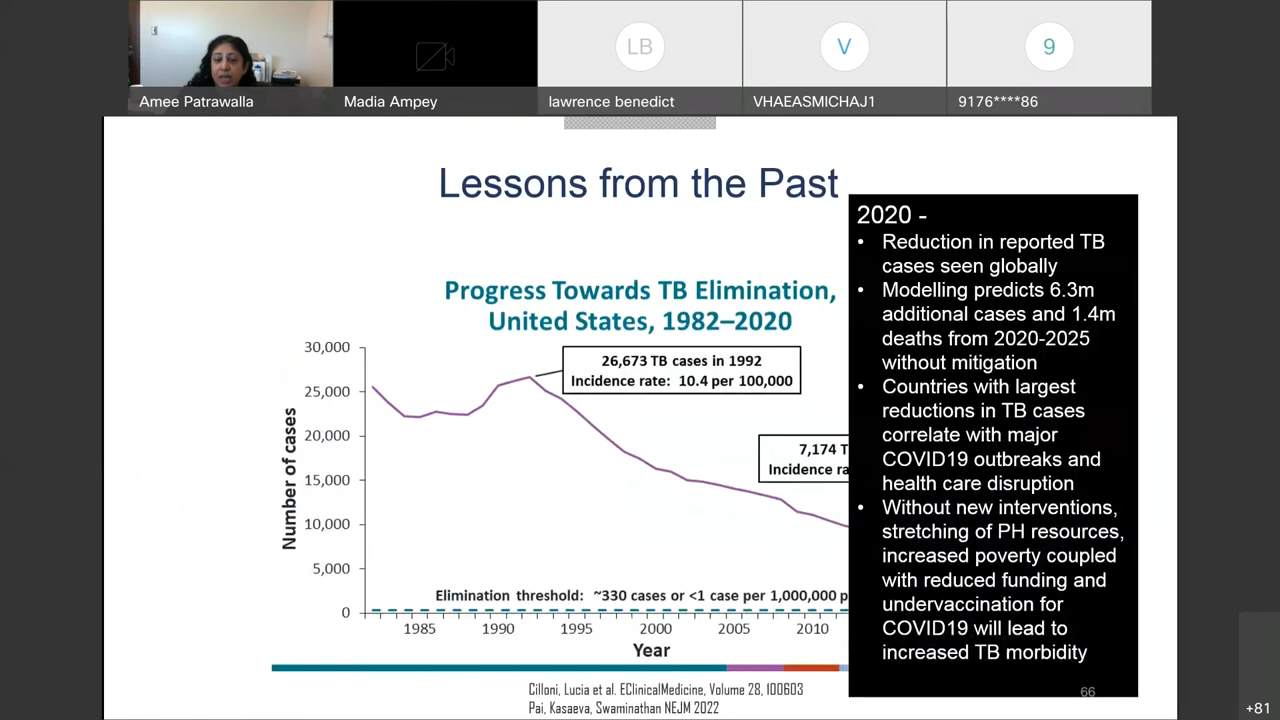 LB
V
9
Amee Patrawalla
Madia Ampey
lawrence benedict
VHAEASMICHAJ1
9176****86
Lessons from the Past
Progress Towards TB Elimination,
United States, 1982–2020
30,000
25,000
20,000
15,000
10,000
5,000
0
Number of cases
26,673 TB cases in 1992
Incidence rate: 10.4 per 100,000
7,174 T
Incidence ra
Elimination threshold: ~330 cases or <1 case per 1,000,000 p
1985
1990
1995
2000
2005
2010
Year
2020 -
• Reduction in reported TB
cases seen globally
• Modelling predicts 6.3m
additional cases and 1.4m
deaths from 2020-2025
without mitigation
• Countries with largest
reductions in TB cases
correlate with major
COVID19 outbreaks and
health care disruption
• Without new interventions,
stretching of PH resources,
increased poverty coupled
with reduced funding and
undervaccination for
COVID19 will lead to
increased TB morbidity
Cilloni, Lucia et al. EClinicalMedicine, Volume 28, 100603
Pai, Kasaeva, Swaminathan NEJM 2022
66
+81